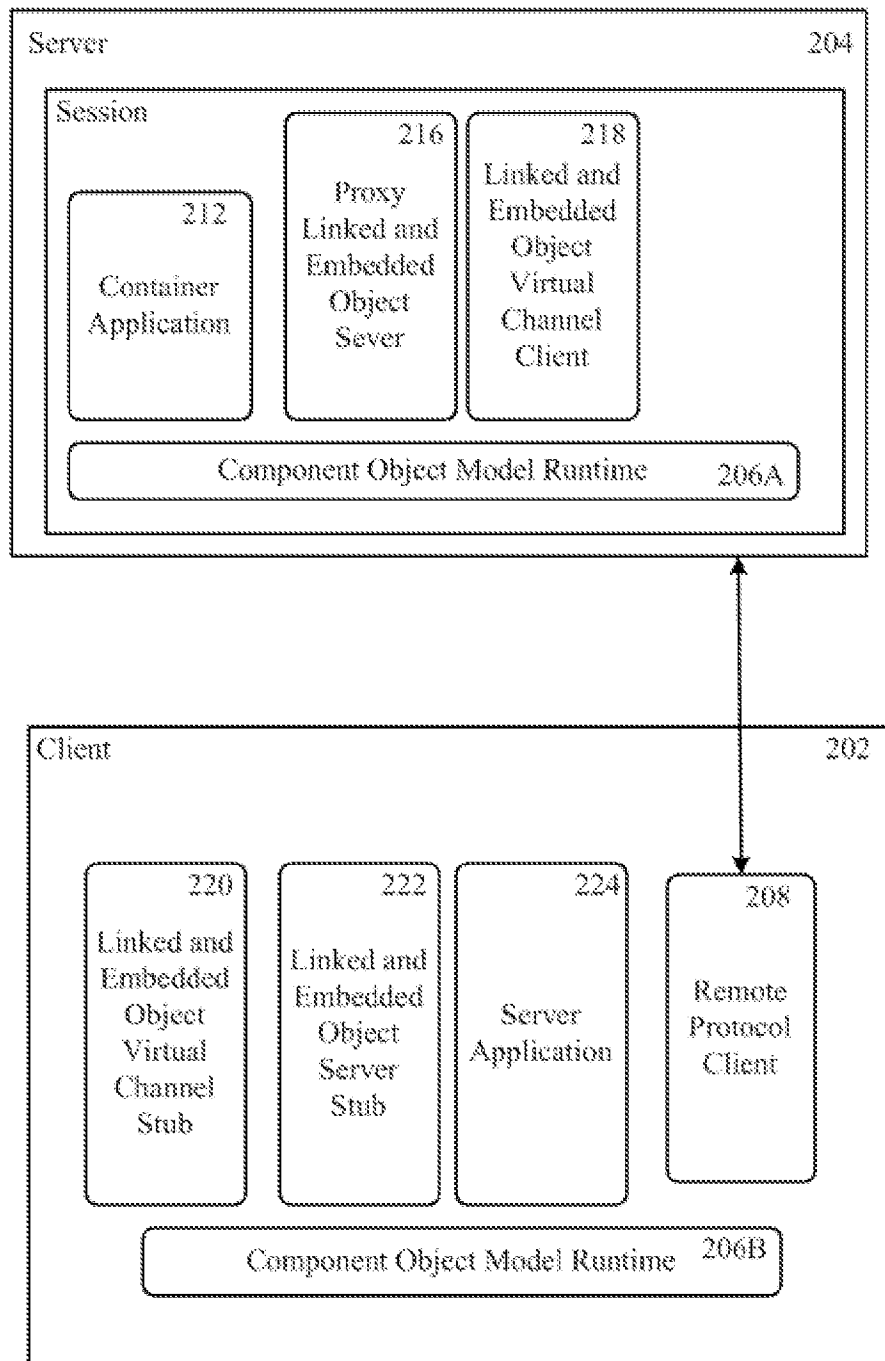 Server 204
Session
216
Proxy
Linked and
Embedded
Object
Sever
218
Linked and
Embedded
Object
Virtual
Channel
Client
212
Container
Application
Component Object Model Runtime 206A
Client 202
220
Linked and
Embedded
Object
Virtual
Channel
Stub
222
Linked and
Embedded
Object
Server
Stub
224
Server
Application
208
Remote
Protocol
Client
Component Object Model Runtime 206B